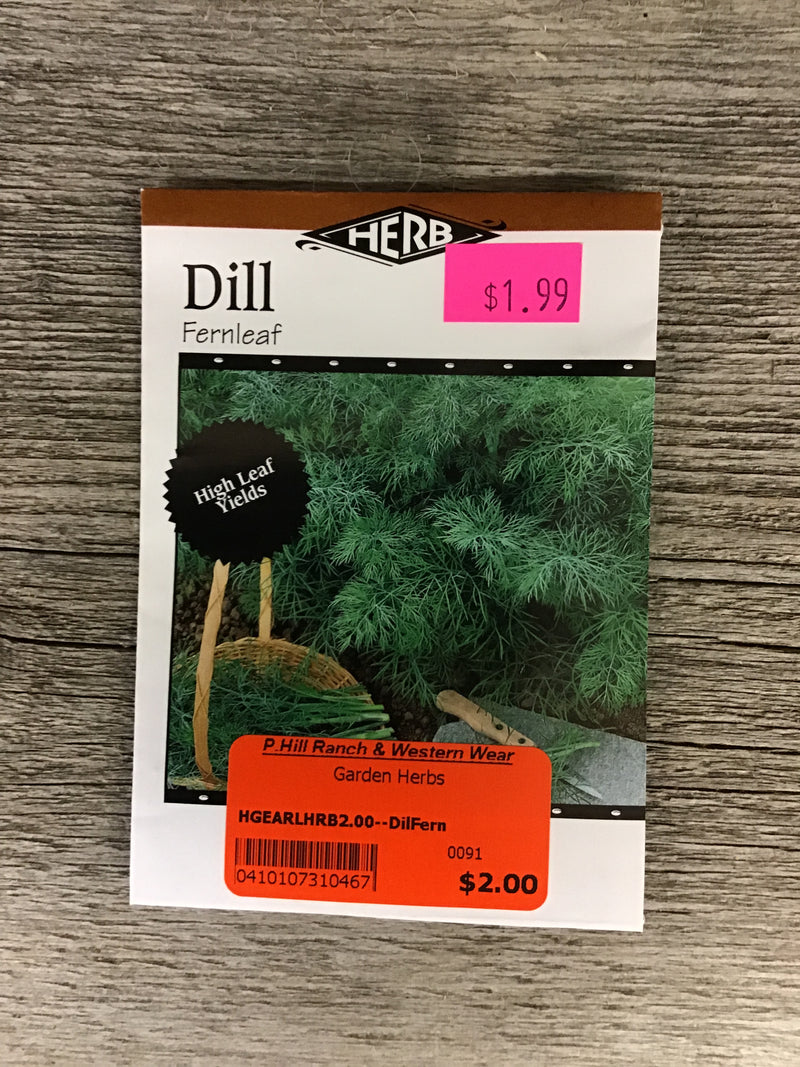 HERB
$1.99
Dill
Fernleaf
High Leaf
Yields
P.Hill Ranch & Western Wear
Garden Herbs
HGEARLHRB2.00--DilFern
0091
0410107310467
$2.00